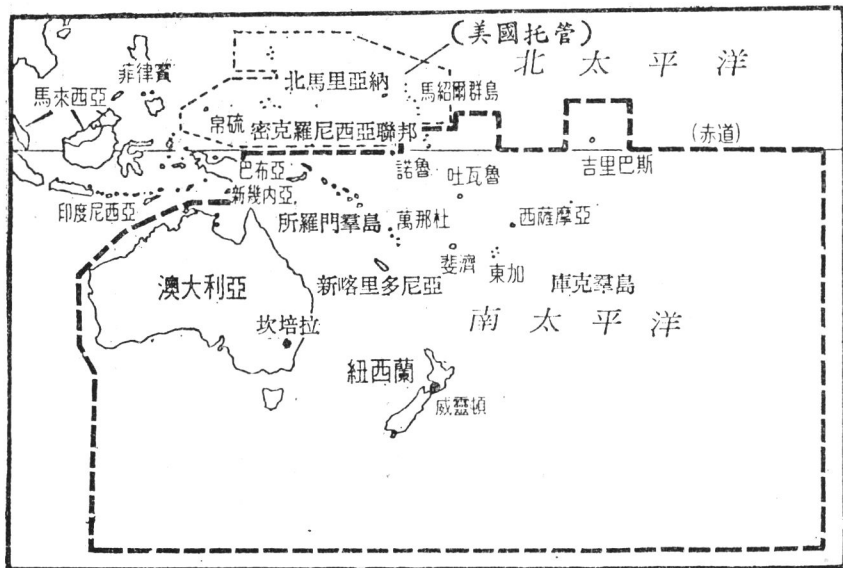 (美國托管)
北太平洋
菲律賓
馬來西亞
北馬里亞納
馬紹爾群島
帛硫
密克羅尼西亞聯邦
(赤道)
巴布亞
新幾內亞
諾魯
吐瓦魯
吉里巴斯
印度尼西亞
所羅門羣島
萬那杜
西薩摩亞
斐濟
東加
澳大利亞
新喀里多尼亞
庫克羣島
南太平洋
坎培拉
紐西蘭
威靈頓